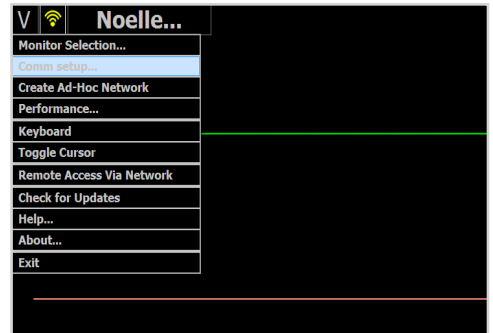 V Noelle...
Monitor Selection...
Comm setup...
Create Ad-Hoc Network
Performance...
Keyboard
Toggle Cursor
Remote Access Via Network
Check for Updates
Help...
About...
Exit